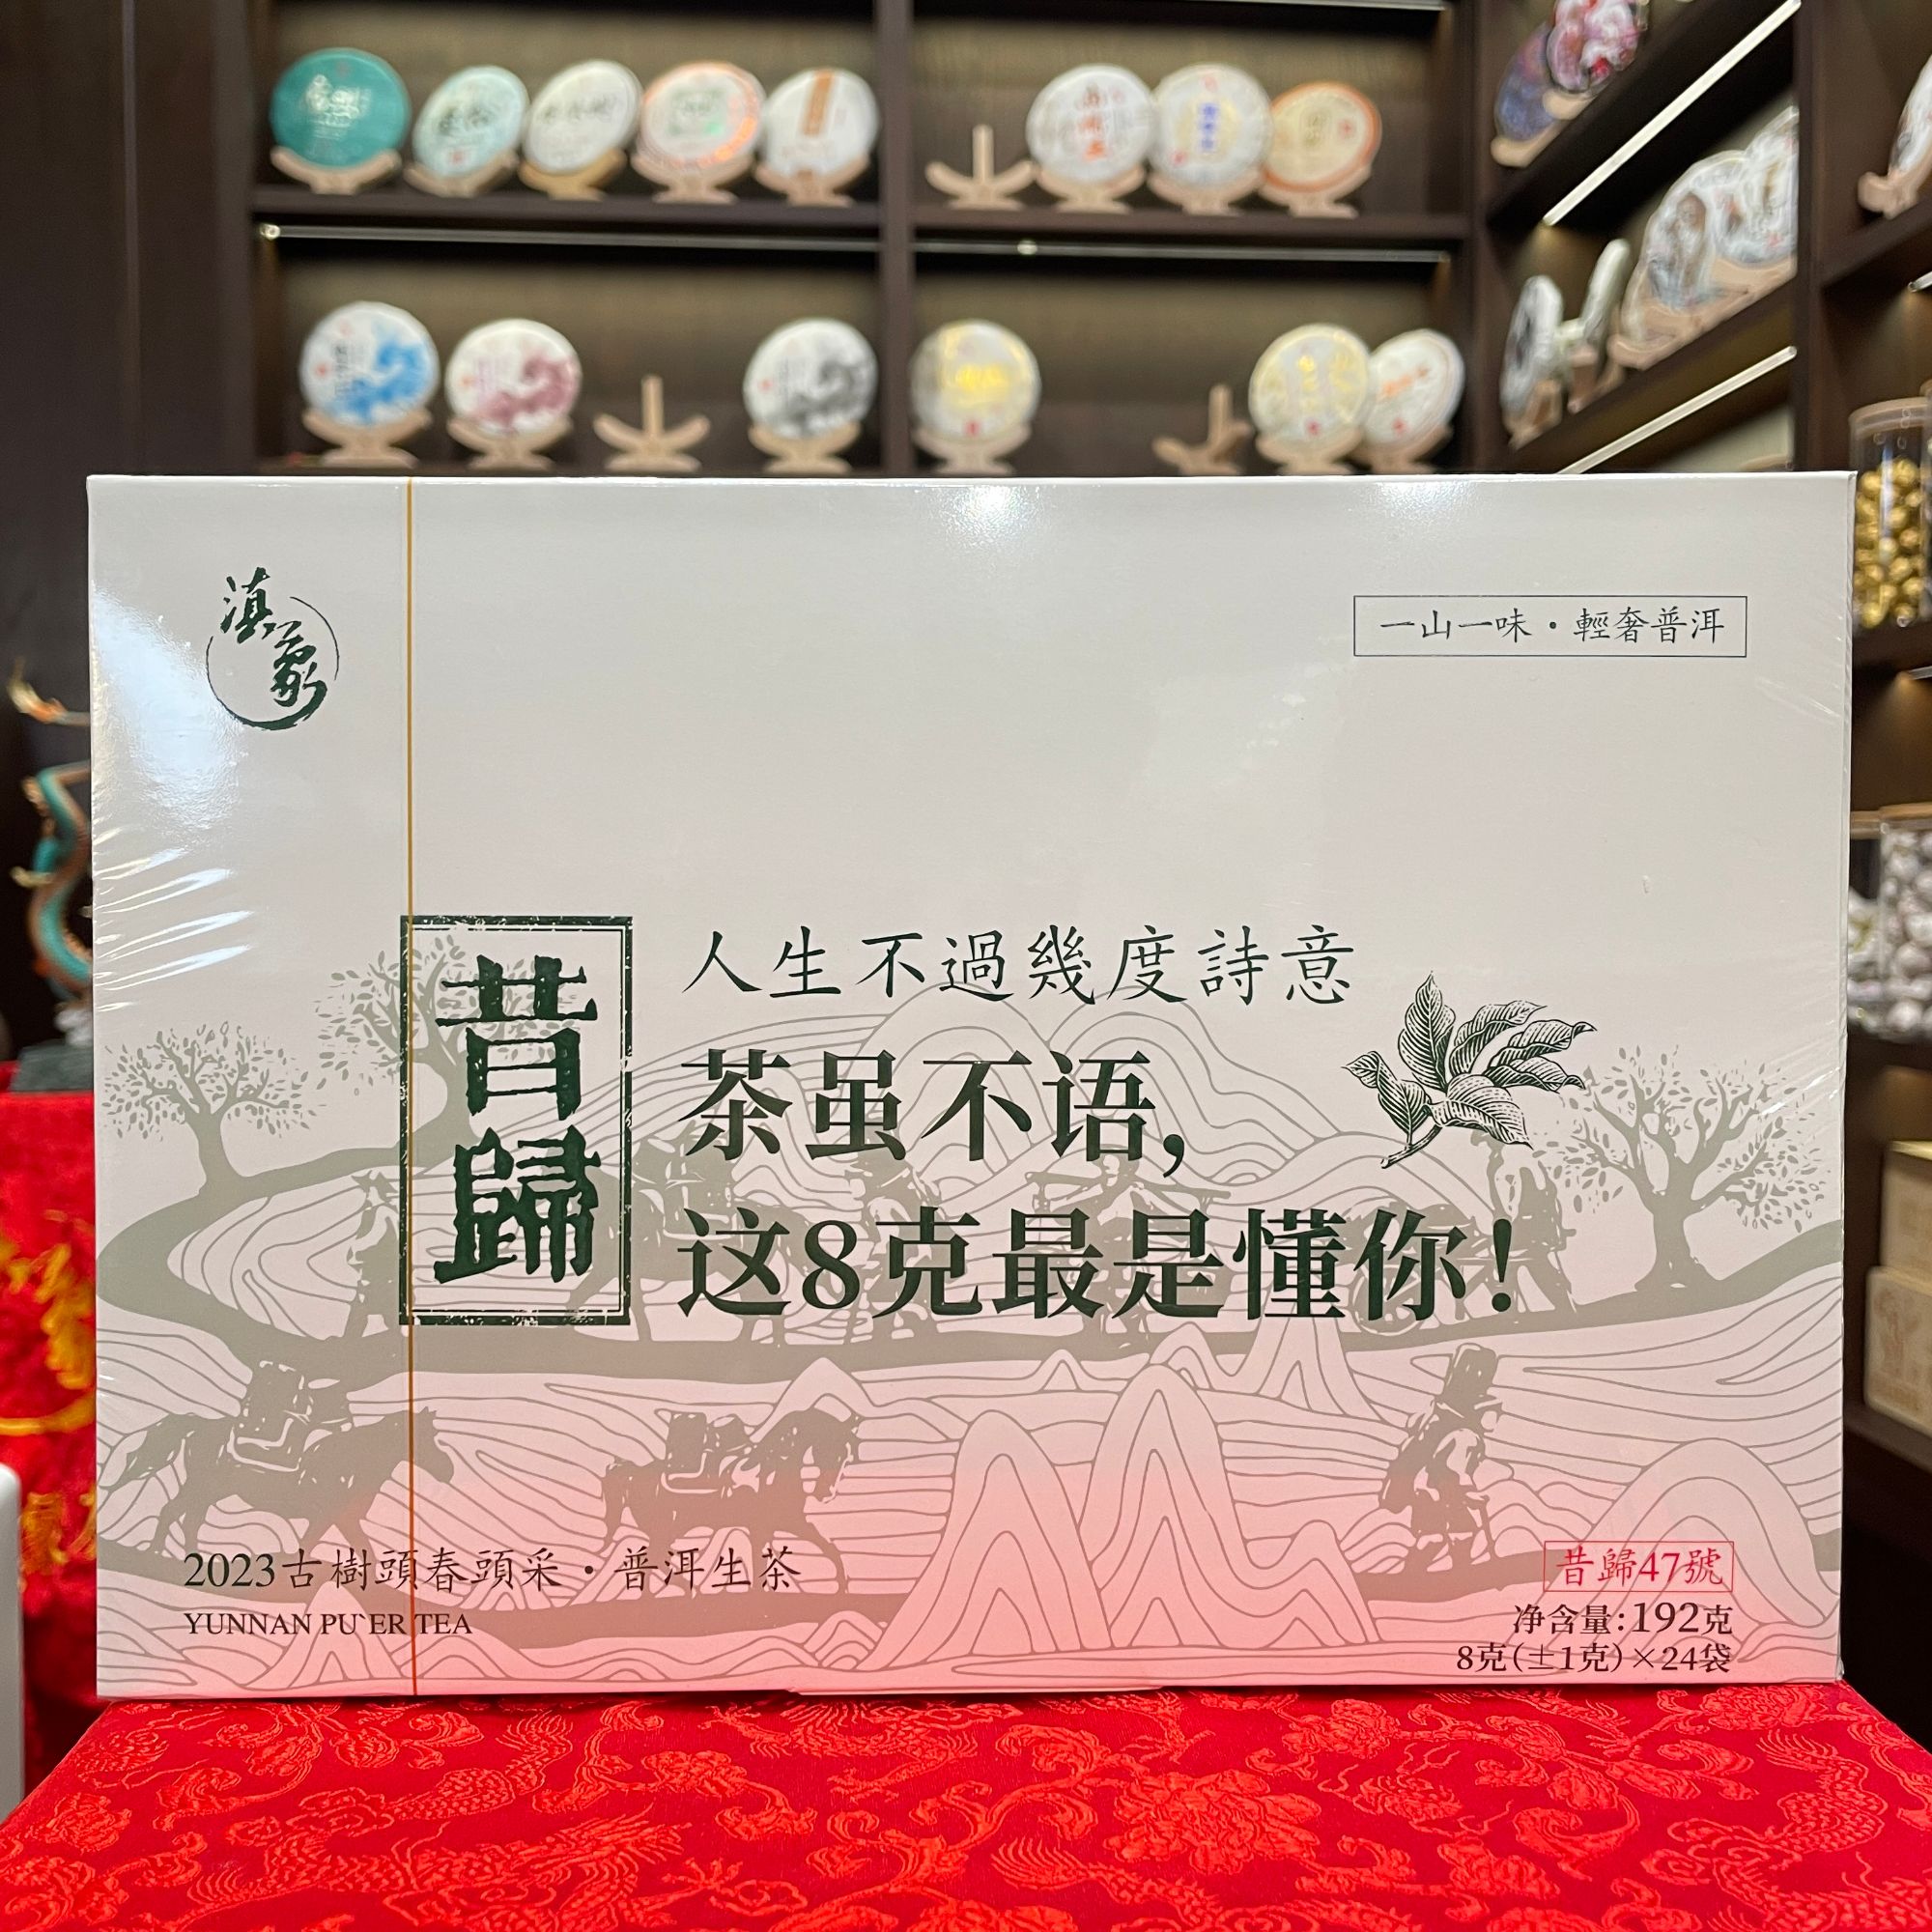 滇象
一山一味·輕奢普洱
昔歸
人生不過幾度詩意
茶虽不语,
这8克最是懂你!
2023古樹頭春頭采·普洱生茶
YUNNAN PU`ER TEA
昔歸47號
净含量:192克
8克(±1克)×24袋